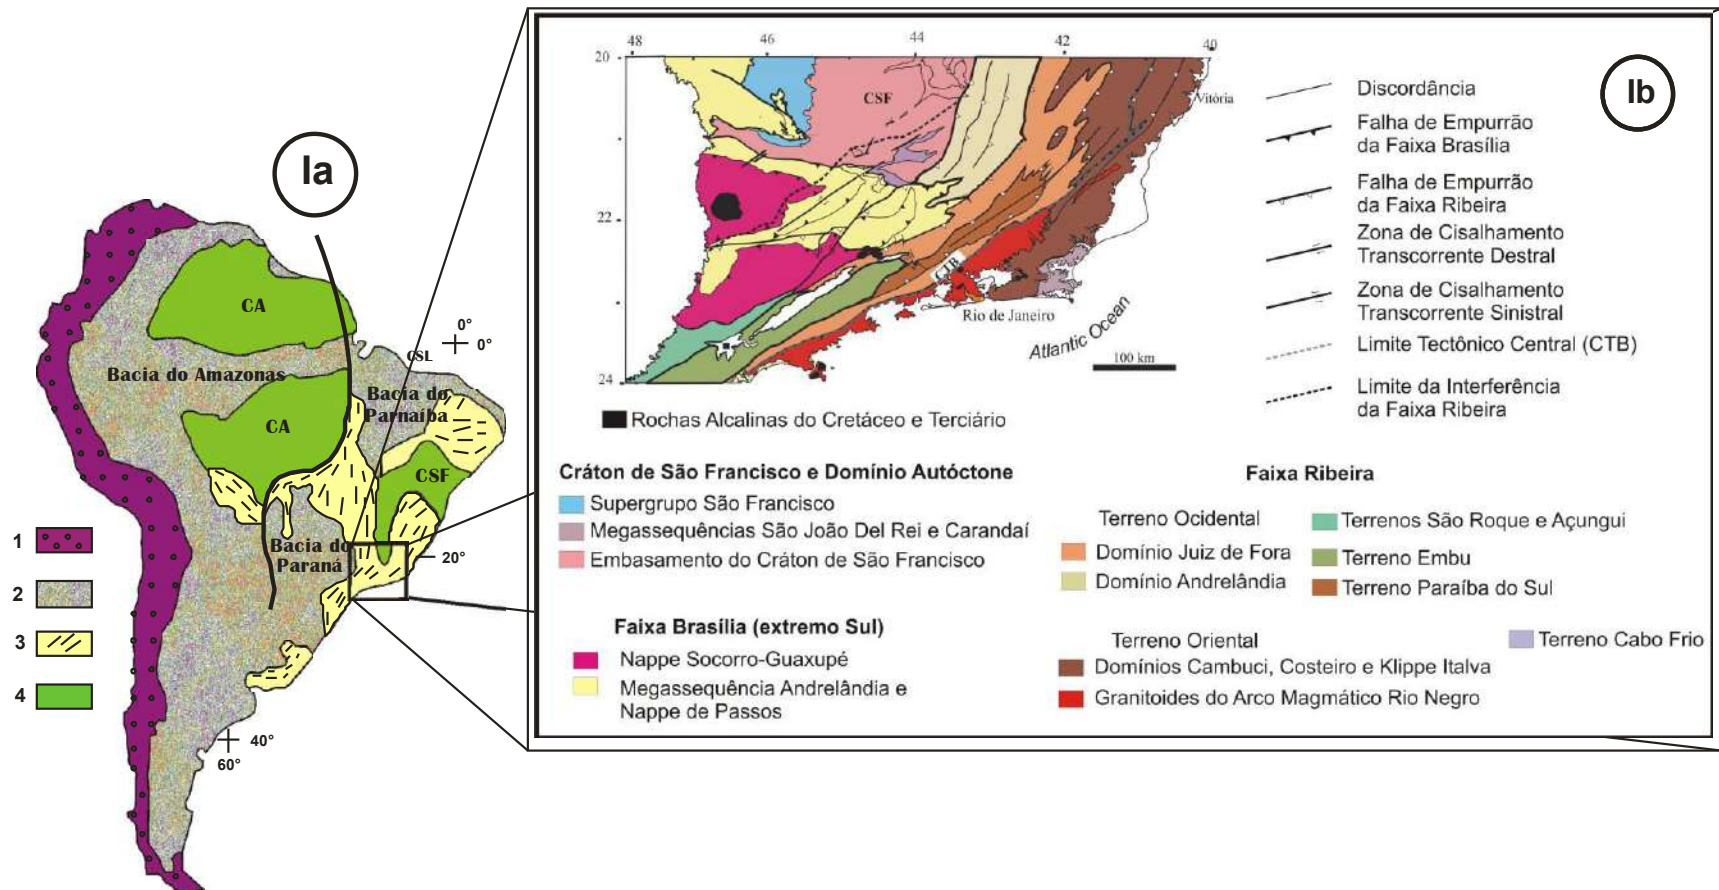 Ia
CA
CSL
0°
0°
Bacia do Amazonas
Bacia do
Parnaíba
CA
CSF
Bacia do
Paraná
20°
1
2
3
4
40°
60°
Ib
48
46
44
42
40
20
22
24
CSF
Vitória
CTB
Rio de Janeiro
Atlantic Ocean
100 km
Discordância
Falha de Empurrão
da Faixa Brasília
Falha de Empurrão
da Faixa Ribeira
Zona de Cisalhamento
Transcorrente Destral
Zona de Cisalhamento
Transcorrente Sinistral
Limite Tectônico Central (CTB)
Limite da Interferência
da Faixa Ribeira
Rochas Alcalinas do Cretáceo e Terciário
Cráton de São Francisco e Domínio Autóctone
Supergrupo São Francisco
Megassequências São João Del Rei e Carandaí
Embasamento do Cráton de São Francisco
Faixa Brasília (extremo Sul)
Nappe Socorro-Guaxupé
Megassequência Andrelândia e
Nappe de Passos
Faixa Ribeira
Terreno Ocidental
Domínio Juiz de Fora
Domínio Andrelândia
Terrenos São Roque e Açungui
Terreno Embu
Terreno Paraíba do Sul
Terreno Oriental
Terreno Cabo Frio
Domínios Cambuci, Costeiro e Klippe Italva
Granitoides do Arco Magmático Rio Negro